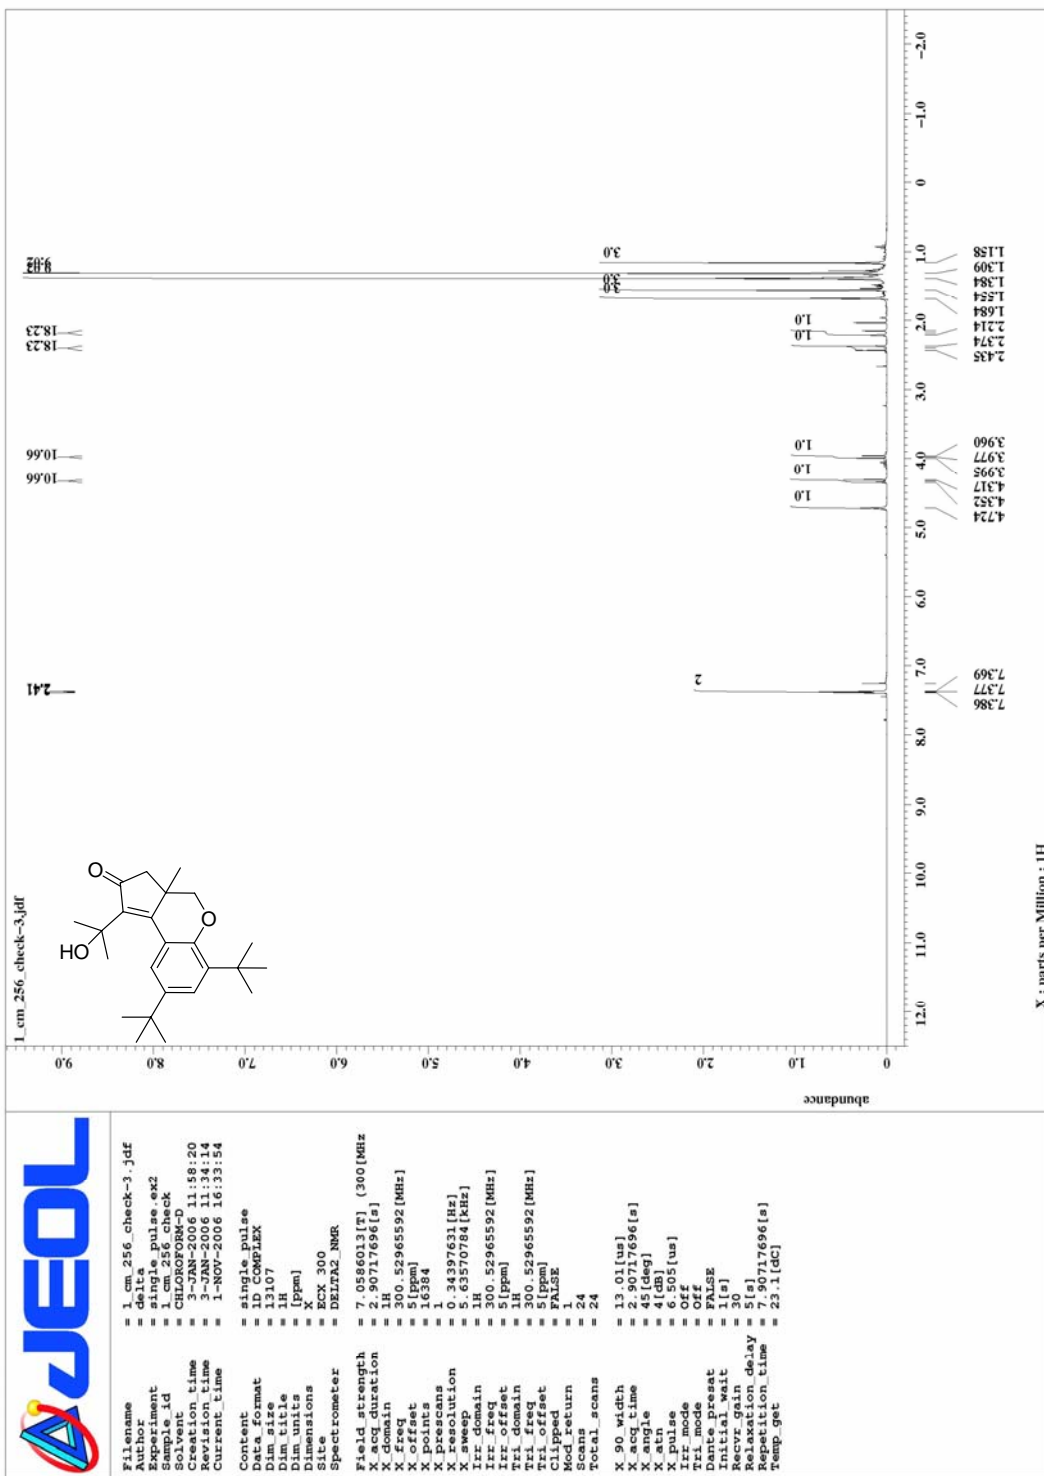 JEOL
Filename = 1_cm_256_check-3.jdf
Author = delta
Experiment = single_pulse.ex2
Sample_id = 1_cm_256_check
Solvent = CHLOROFORM-D
Creation_time = 3-JAN-2006 11:58:20
Revision_time = 3-JAN-2006 11:34:14
Current_time = 1-NOV-2006 16:33:54
Content = single_pulse
Data_format = 1D COMPLEX
Dim_size = 13107
Dim_title = 1H
Dim_units = [ppm]
Dimensions = X
Site = ECX 300
Spectrometer = DELTA2_NMR
Field_strength = 7.0586013[T] (300[MHz
X_acq_duration = 2.90717696[s]
X_domain = 1H
X_freq = 300.52965592[MHz]
X_offset = 5[ppm]
X_points = 16384
X_prescans = 1
X_resolution = 0.34397631[Hz]
X_sweep = 5.63570784[kHz]
Irr_domain = 1H
Irr_freq = 300.52965592[MHz]
Irr_offset = 5[ppm]
Tri_domain = 1H
Tri_freq = 300.52965592[MHz]
Tri_offset = 5[ppm]
Clipped = FALSE
Mod_return = 1
Scans = 24
Total_scans = 24
X_90_width = 13.01[us]
X_acq_time = 2.90717696[s]
X_angle = 45[deg]
X_atn = 4[dB]
X_pulse = 6.505[us]
Irr_mode = Off
Tri_mode = Off
Dante_presat = FALSE
Initial_wait = 1[s]
Recvr_gain = 30
Relaxation_delay = 5[s]
Repetition_time = 7.90717696[s]
Temp_get = 23.1[dC]
1_cm_256_check-3.jdf
O
HO
O
2.41
10.66
10.66
18.23
18.23
9.02
2
1.0
1.0
1.0
1.0
1.0
3.0
3.0
3.0
abundance
0 1.0 2.0 3.0 4.0 5.0 6.0 7.0 8.0 9.0
12.0 11.0 10.0 9.0 8.0 7.0 6.0 5.0 4.0 3.0 2.0 1.0 0 -1.0 -2.0
7.386
7.377
7.369
4.724
4.352
4.317
3.995
3.977
3.960
2.435
2.374
2.214
1.684
1.554
1.384
1.309
1.158
X : parts per Million : 1H